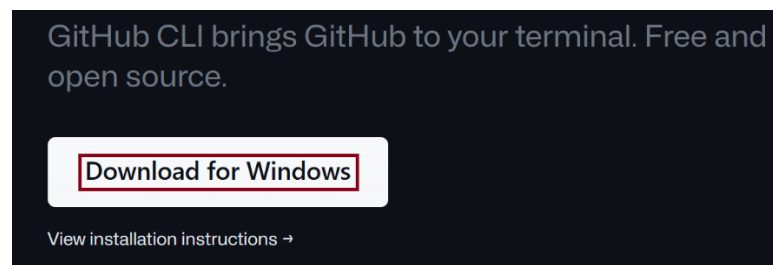 GitHub CLI brings GitHub to your terminal. Free and
open source.
Download for Windows
View installation instructions →